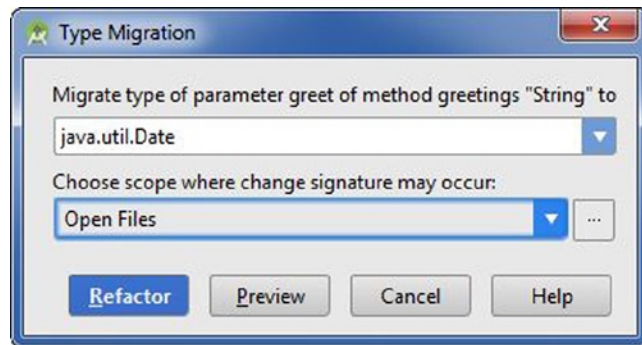 Type Migration
Migrate type of parameter greet of method greetings "String" to
java.util.Date
Choose scope where change signature may occur:
Open Files
...
Refactor Preview Cancel Help